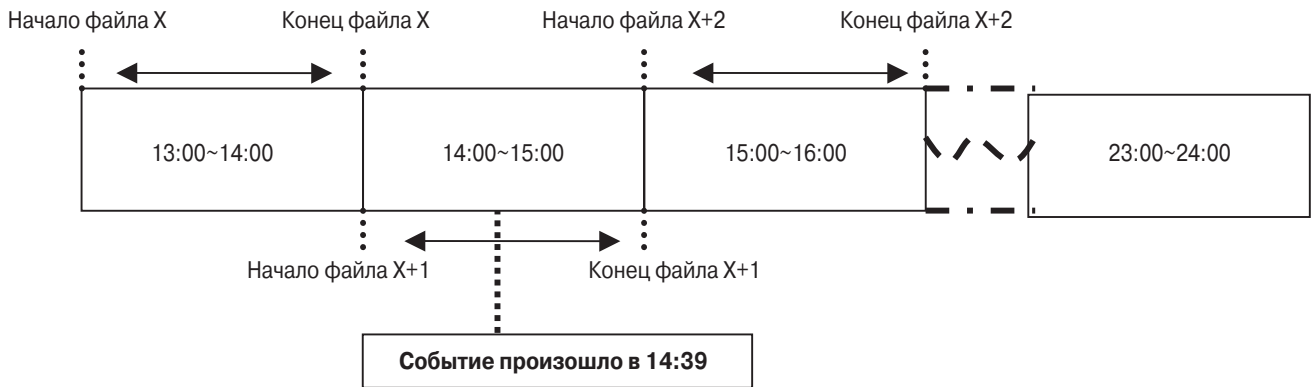 Начало файла X Конец файла X Начало файла X+2 Конец файла X+2
13:00~14:00 14:00~15:00 15:00~16:00 23:00~24:00
Начало файла X+1 Конец файла X+1
Событие произошло в 14:39